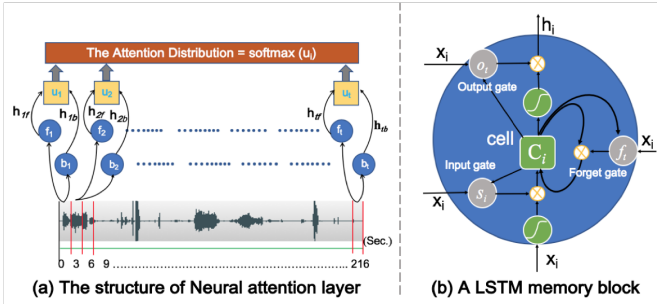 The Attention Distribution = softmax (uᵢ)
u₁ u₂ uₜ
h₁f h₁b h₂f h₂b htf htb
f₁ f₂ fₜ
b₁ b₂ bₜ
(Sec.)
0 3 6 9 216
(a) The structure of Neural attention layer
hᵢ
Xᵢ
oₜ
Output gate
cell
Cᵢ
fₜ
Xᵢ
Input gate
Forget gate
Xᵢ
sᵢ
Xᵢ
(b) A LSTM memory block